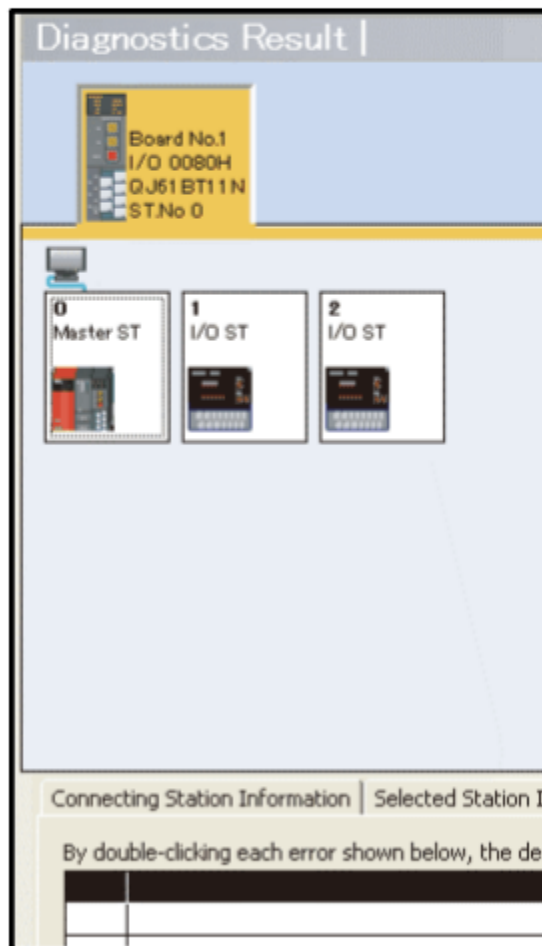 Diagnostics Result
Board No.1
I/O 0080H
QJ61BT11N
ST.No 0
0
Master ST
1
I/O ST
2
I/O ST
Connecting Station Information
Selected Station I
By double-clicking each error shown below, the de